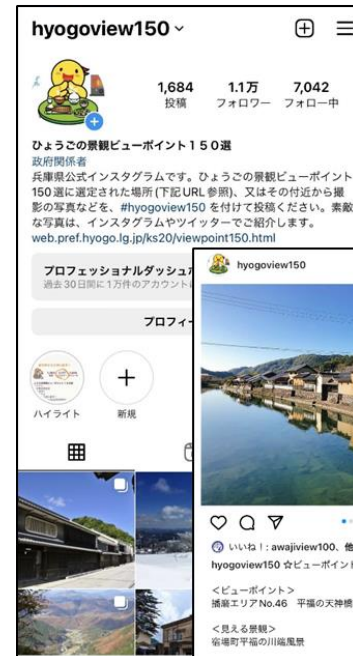 hyogoview150
1,684
1.1万
7,042
投稿
フォロワー
フォロー中
ひょうごの景観ビューポイント150選
政府関係者
兵庫県公式インスタグラムです。ひょうごの景観ビューポイント
150選に選定された場所(下記URL参照)、又はその付近から撮
影の写真などを、#hyogoview150 を付けて投稿ください。素敵
な写真は、インスタグラムやツイッターでご紹介します。
web.pref.hyogo.lg.jp/ks20/viewpoint150.html
プロフェッショナルダッシュ
過去30日間に1万件のアカウント
プロフィー
ハイライト
新規
hyogoview150
いいね!:awajiview100、他
hyogoview150 ☆ビューポイント
<ビューポイント>
播磨エリアNo.46 平福の天神橋
<見える景観>
宿場町平福の川端風景